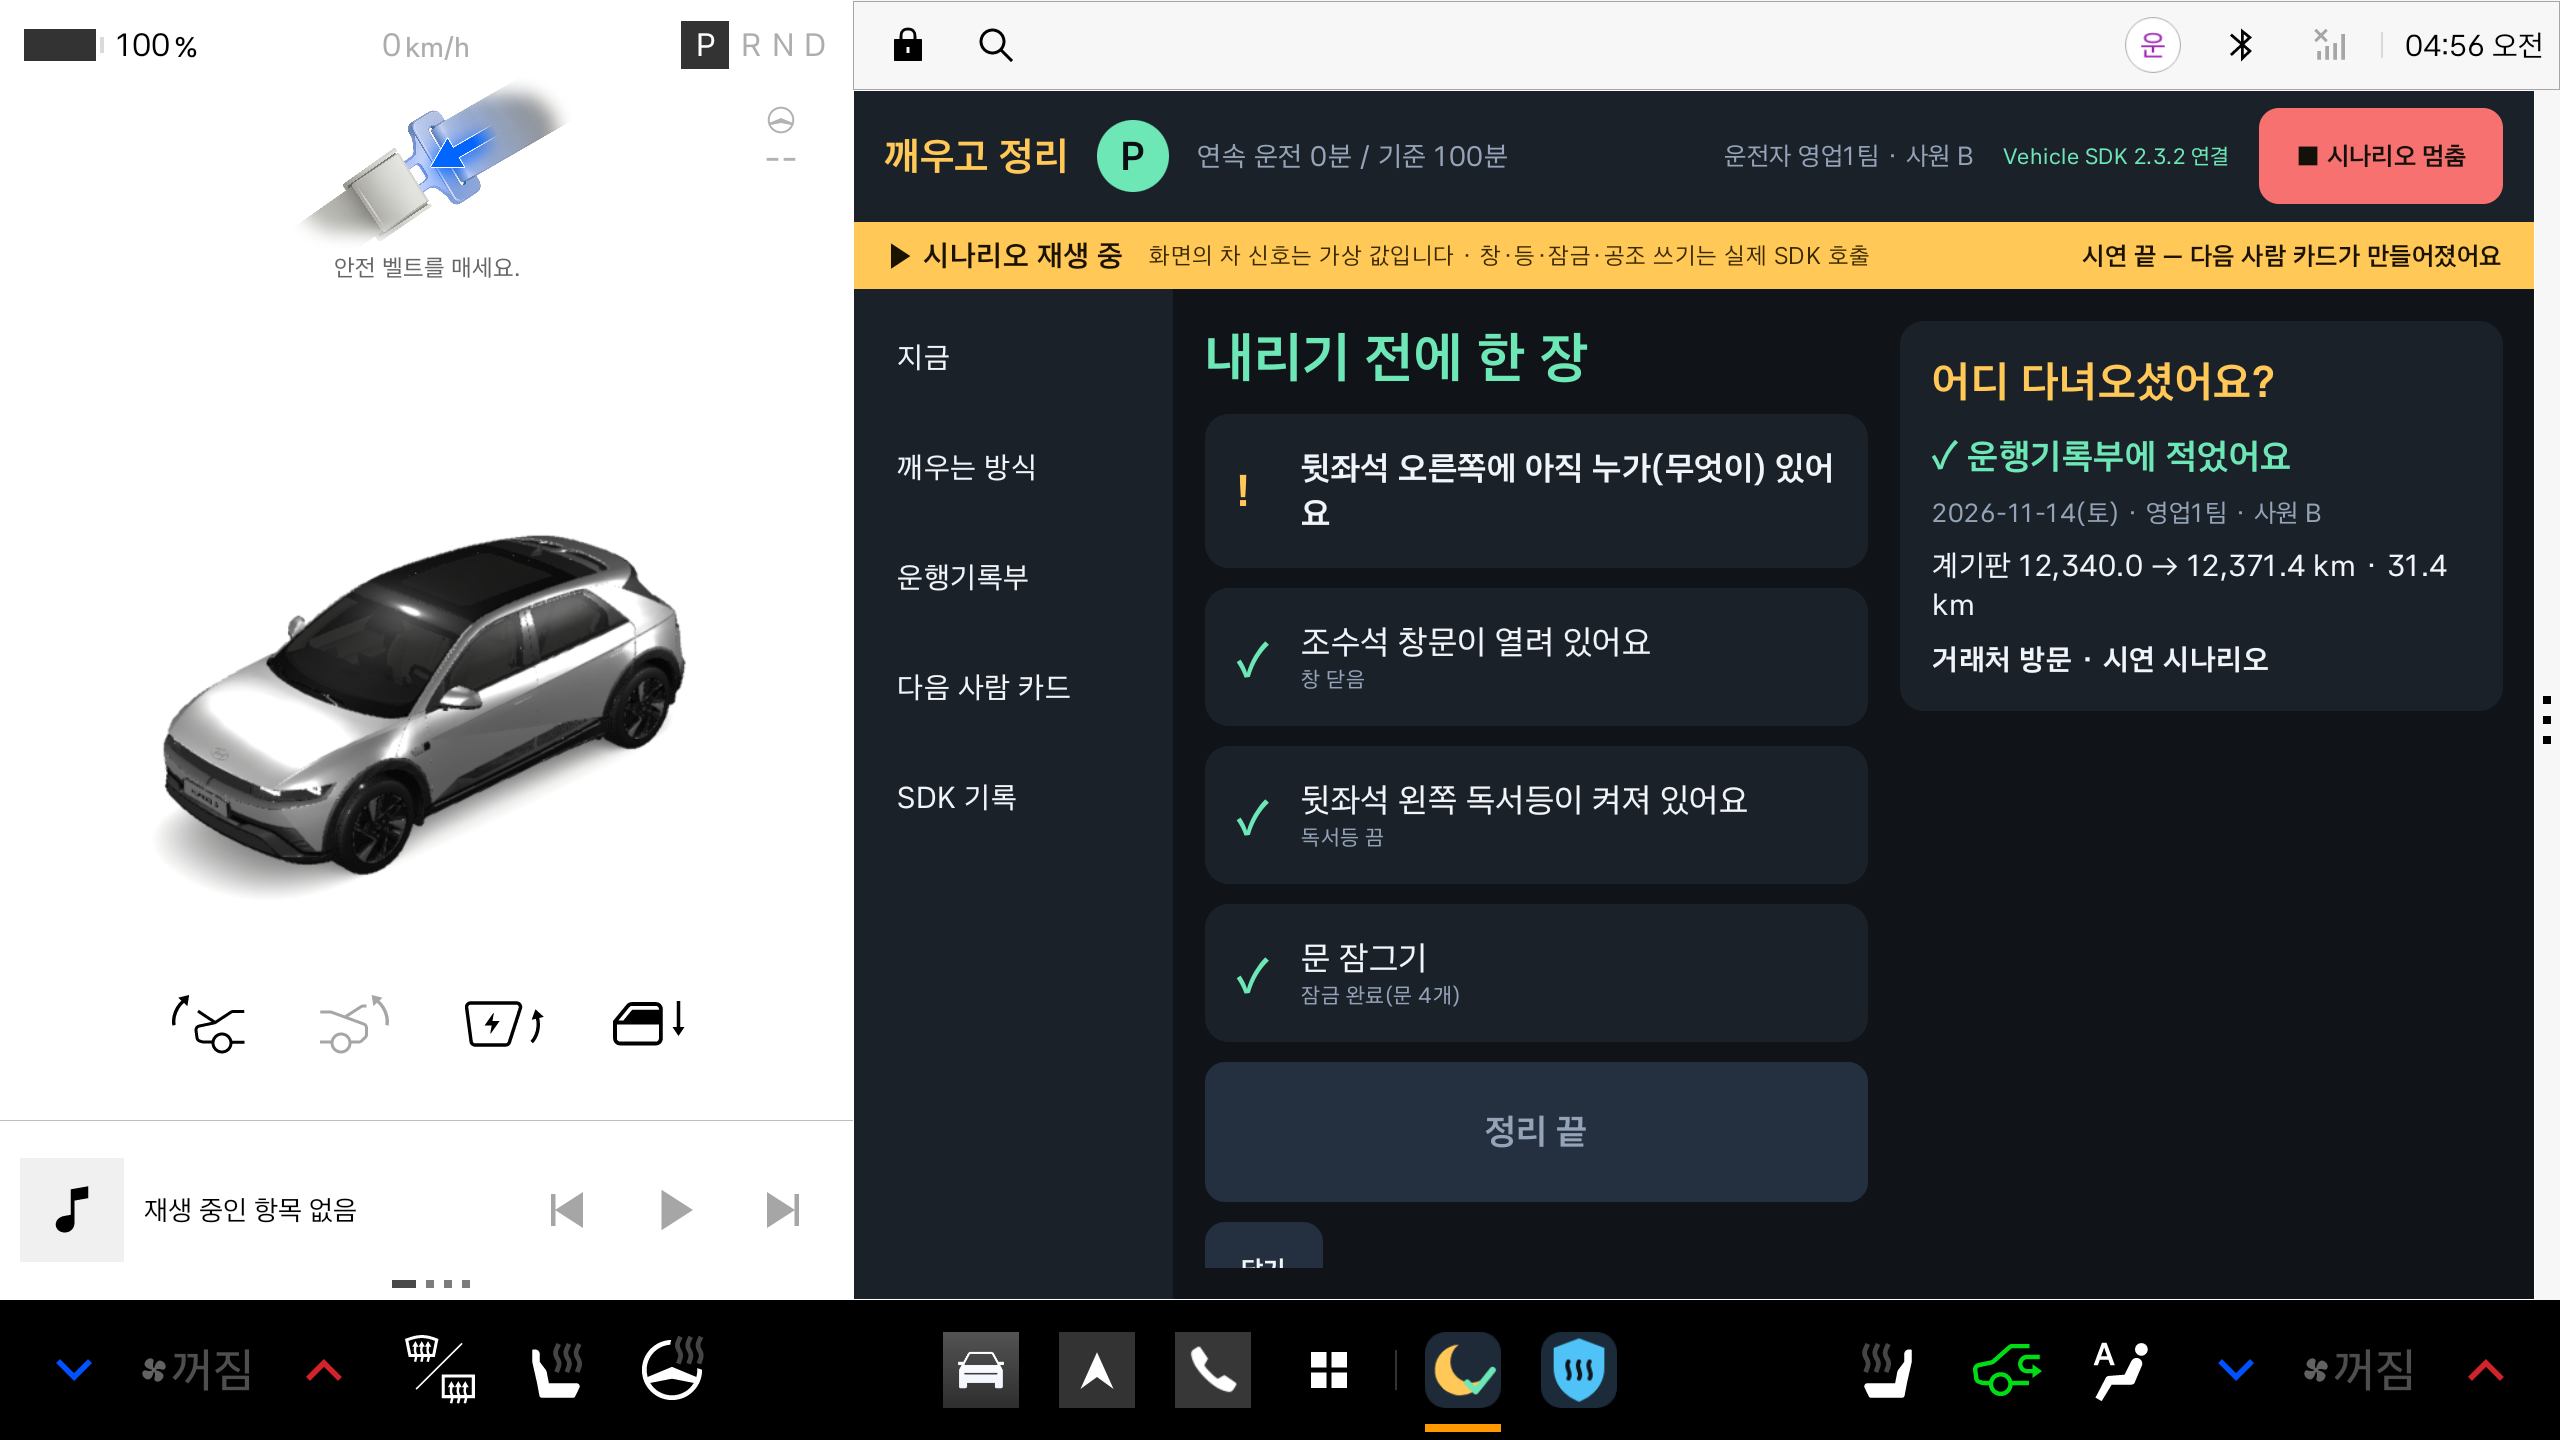 100 %
0 km/h
P R N D
안전 벨트를 매세요.
재생 중인 항목 없음
운
04:56 오전
깨우고 정리
P
연속 운전 0분 / 기준 100분
운전자 영업1팀 · 사원 B
Vehicle SDK 2.3.2 연결
■ 시나리오 멈춤
▶ 시나리오 재생 중
화면의 차 신호는 가상 값입니다 · 창·등·잠금·공조 쓰기는 실제 SDK 호출
시연 끝 — 다음 사람 카드가 만들어졌어요
지금
깨우는 방식
운행기록부
다음 사람 카드
SDK 기록
내리기 전에 한 장
! 뒷좌석 오른쪽에 아직 누가(무엇이) 있어
요
✓ 조수석 창문이 열려 있어요
창 닫음
✓ 뒷좌석 왼쪽 독서등이 켜져 있어요
독서등 끔
✓ 문 잠그기
잠금 완료(문 4개)
정리 끝
어디 다녀오셨어요?
✓ 운행기록부에 적었어요
2026-11-14(토) · 영업1팀 · 사원 B
계기판 12,340.0 → 12,371.4 km · 31.4
km
거래처 방문 · 시연 시나리오
꺼짐
A
꺼짐